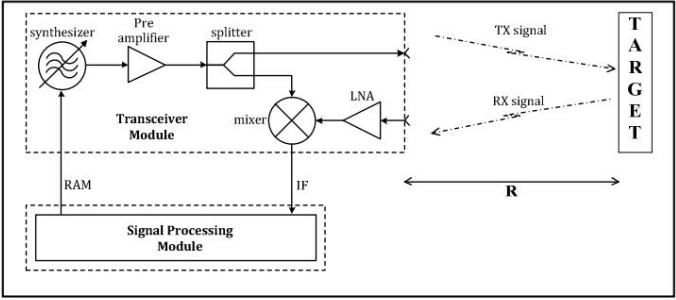 synthesizer
Pre
amplifier
splitter
TX signal
RX signal
T
A
R
G
E
T
LNA
mixer
Transceiver
Module
RAM
IF
R
Signal Processing
Module